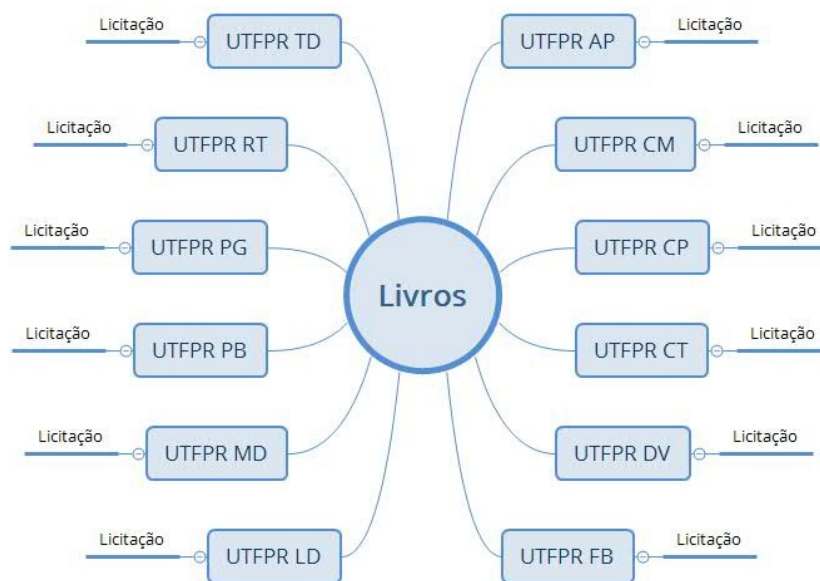 Licitação
UTFPR TD
UTFPR AP
Licitação
Licitação
UTFPR RT
UTFPR CM
Licitação
Licitação
UTFPR PG
UTFPR CP
Licitação
Livros
Licitação
UTFPR PB
UTFPR CT
Licitação
Licitação
UTFPR MD
UTFPR DV
Licitação
Licitação
UTFPR LD
UTFPR FB
Licitação